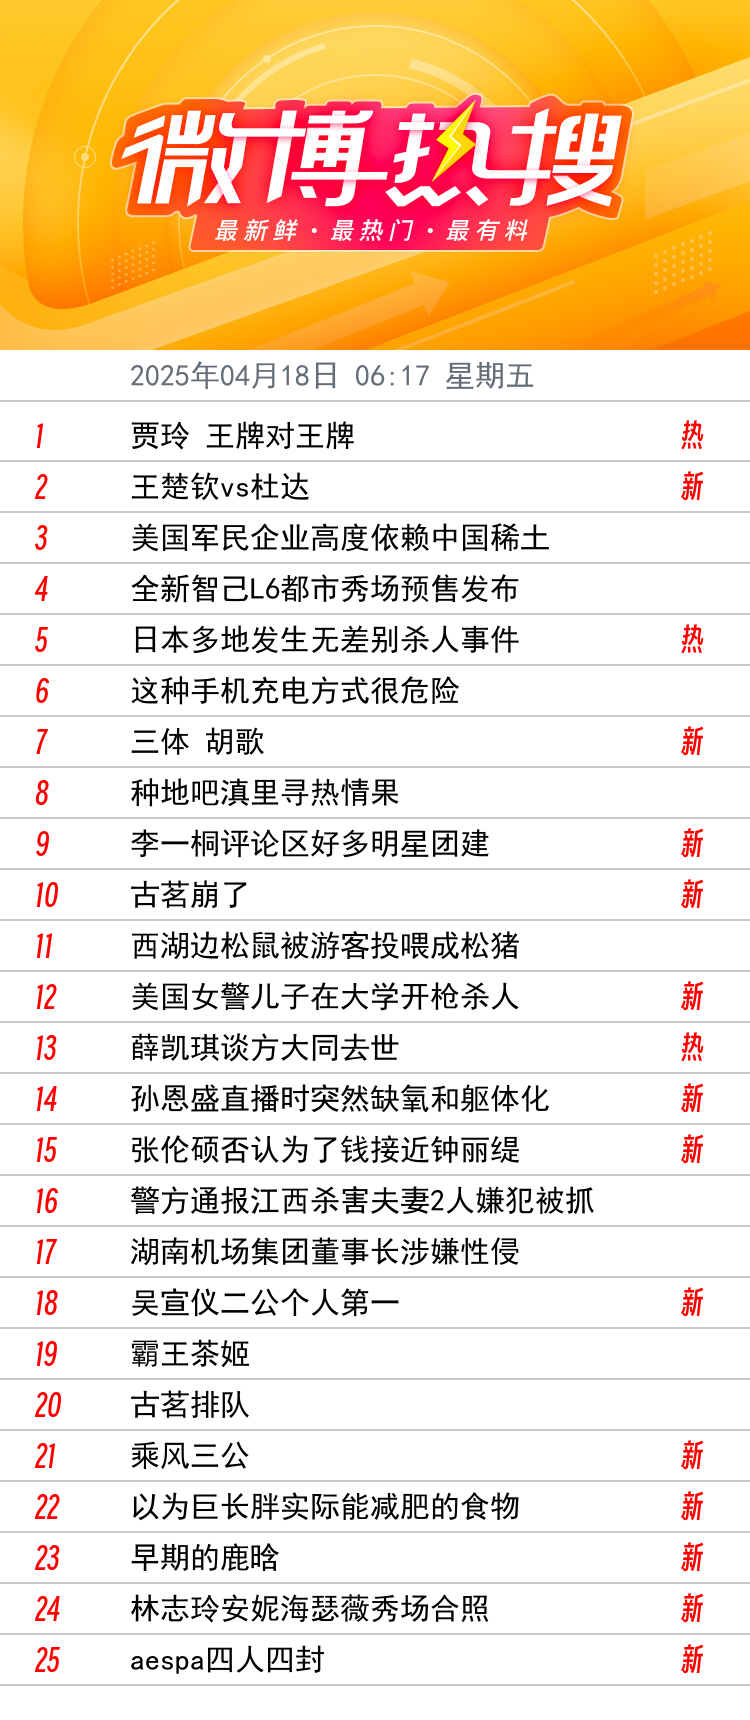 微博热搜
最新鲜·最热门·最有料
2025年04月18日 06:17 星期五
1 贾玲 王牌对王牌 热
2 王楚钦vs杜达 新
3 美国军民企业高度依赖中国稀土
4 全新智己L6都市秀场预售发布
5 日本多地发生无差别杀人事件 热
6 这种手机充电方式很危险
7 三体 胡歌 新
8 种地吧滇里寻热情果
9 李一桐评论区好多明星团建 新
10 古茗崩了 新
11 西湖边松鼠被游客投喂成松猪
12 美国女警儿子在大学开枪杀人 新
13 薛凯琪谈方大同去世 热
14 孙恩盛直播时突然缺氧和躯体化 新
15 张伦硕否认为了钱接近钟丽缇 新
16 警方通报江西杀害夫妻2人嫌犯被抓
17 湖南机场集团董事长涉嫌性侵
18 吴宣仪二公个人第一 新
19 霸王茶姬
20 古茗排队
21 乘风三公 新
22 以为巨长胖实际能减肥的食物 新
23 早期的鹿晗 新
24 林志玲安妮海瑟薇秀场合照 新
25 aespa四人四封 新